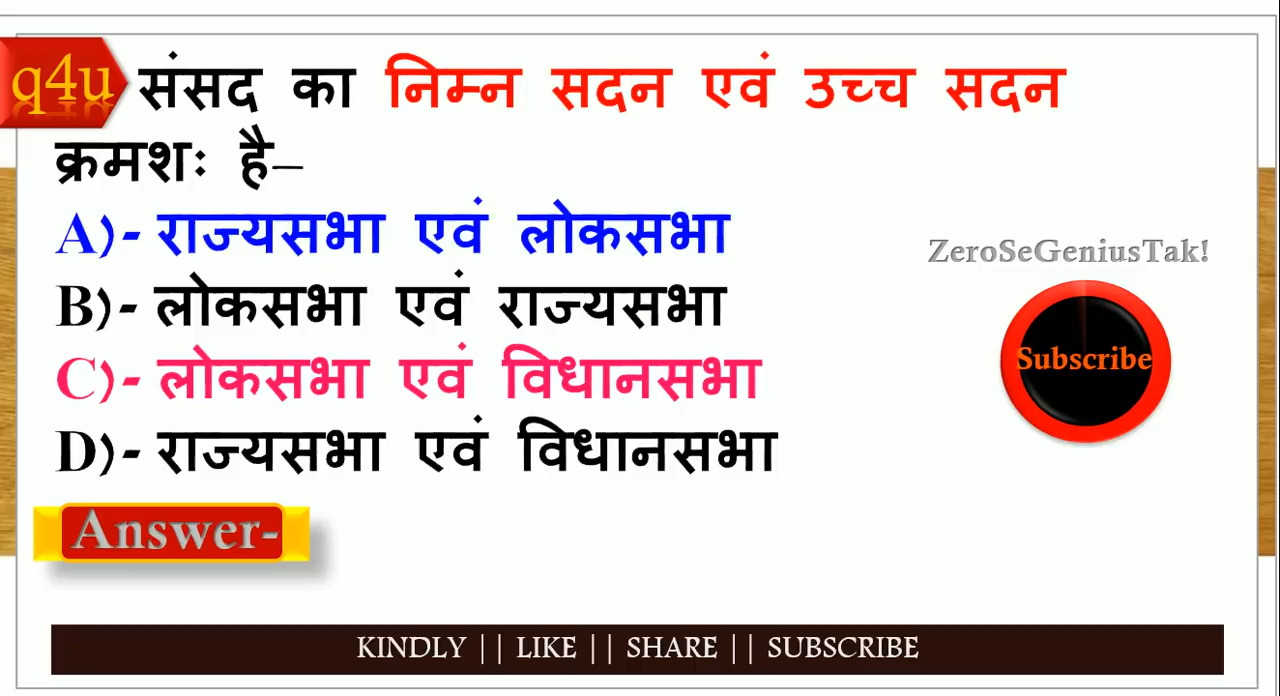 q4u संसद का निम्न सदन एवं उच्च सदन
क्रमशः है–
A)- राज्यसभा एवं लोकसभा
ZeroSeGeniusTak!
B)- लोकसभा एवं राज्यसभा
Subscribe
C)- लोकसभा एवं विधानसभा
D)- राज्यसभा एवं विधानसभा
Answer-
KINDLY || LIKE || SHARE || SUBSCRIBE